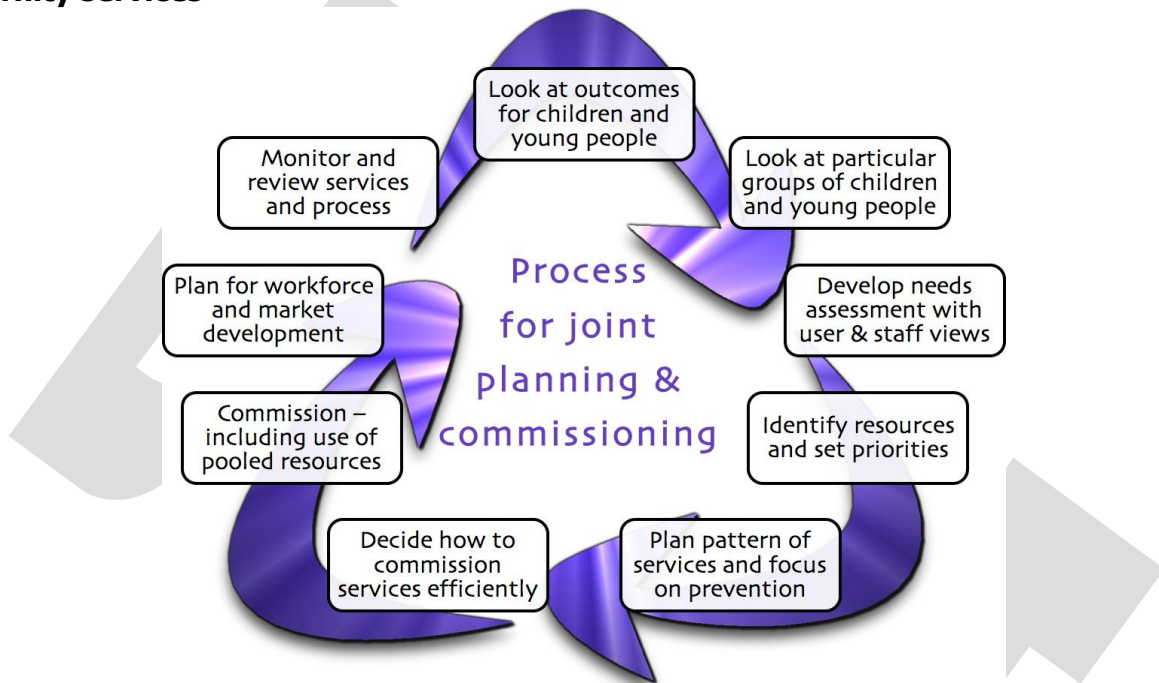 Services
Look at outcomes
for children and
young people
Look at particular
groups of children
and young people
Develop needs
assessment with
user & staff views
Identify resources
and set priorities
Plan pattern of
services and focus
on prevention
Decide how to
commission
services efficiently
Commission –
including use of
pooled resources
Plan for workforce
and market
development
Monitor and
review services
and process
Process
for joint
planning &
commissioning